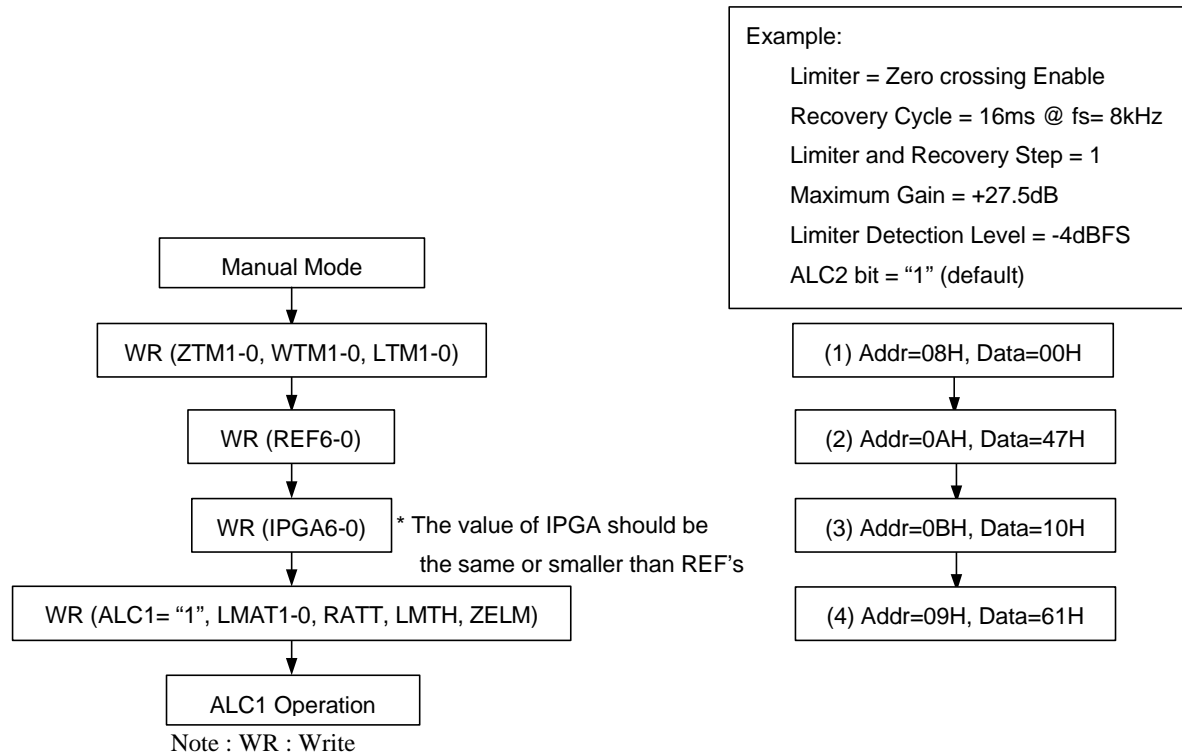 Example:
Limiter = Zero crossing Enable
Recovery Cycle = 16ms @ fs= 8kHz
Limiter and Recovery Step = 1
Maximum Gain = +27.5dB
Limiter Detection Level = -4dBFS
ALC2 bit = “1” (default)
Manual Mode
WR (ZTM1-0, WTM1-0, LTM1-0)
WR (REF6-0)
WR (IPGA6-0)
* The value of IPGA should be
the same or smaller than REF’s
WR (ALC1= “1”, LMAT1-0, RATT, LMTH, ZELM)
ALC1 Operation
Note : WR : Write
(1) Addr=08H, Data=00H
(2) Addr=0AH, Data=47H
(3) Addr=0BH, Data=10H
(4) Addr=09H, Data=61H